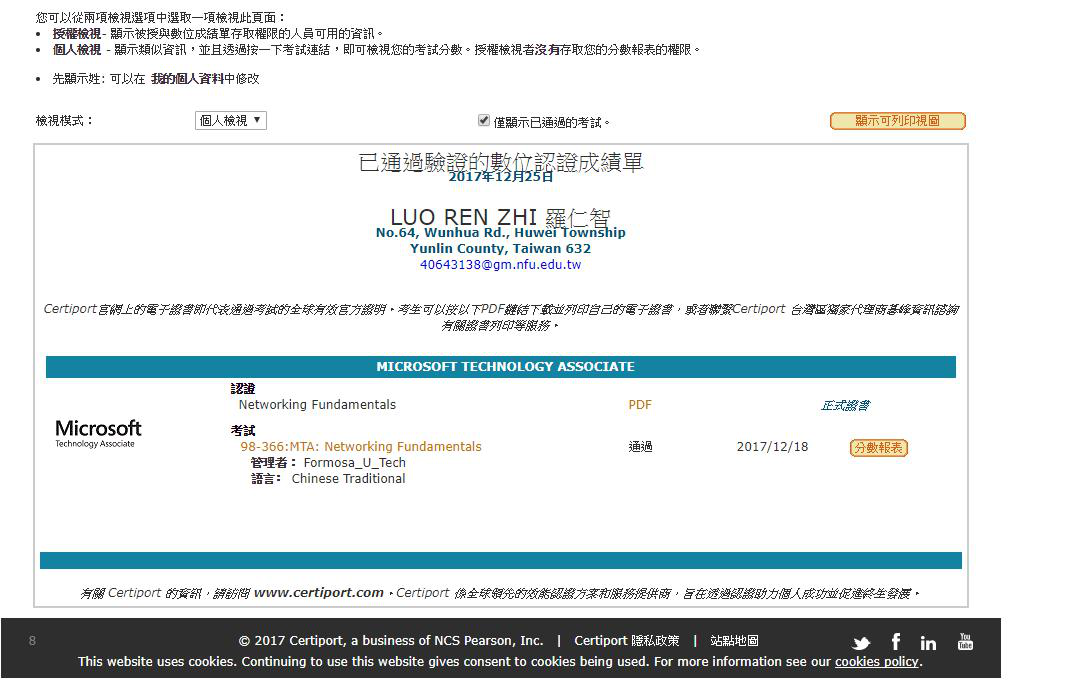 您可以從兩項檢視選項中選取一項檢視此頁面：
• 授權檢視- 顯示被授與數位成績單存取權限的人員可用的資訊。
• 個人檢視 - 顯示類似資訊，並且透過按一下考試連結，即可檢視您的考試分數。授權檢視者沒有存取您的分數報表的權限。
• 先顯示姓: 可以在 我的個人資料中修改
檢視模式： 個人檢視 ▼ 僅顯示已通過的考試。 顯示可列印視圖
已通過驗證的數位認證成績單
2017年12月25日
LUO REN ZHI 羅仁智
No.64, Wunhua Rd., Huwei Township
Yunlin County, Taiwan 632
40643138@gm.nfu.edu.tw
Certiport官網上的電子證書即代表通過考試的全球有效官方證明，考生可以按以下PDF鏈結下載並列印自己的電子證書，或者聯繫Certiport 台灣區獨家代理商碁峰資訊諮詢
有關證書列印等服務。
MICROSOFT TECHNOLOGY ASSOCIATE
認證
Networking Fundamentals PDF 正式證書
Microsoft
Technology Associate
考試
98-366:MTA: Networking Fundamentals 通過 2017/12/18 分數報表
管理者： Formosa_U_Tech
語言: Chinese Traditional
有關 Certiport 的資訊，請訪問 www.certiport.com，Certiport 係全球領先的效能認證方案和服務提供商，旨在透過認證助力個人成功並促進終生發展。
8 © 2017 Certiport, a business of NCS Pearson, Inc. | Certiport 隱私政策 | 站點地圖
This website uses cookies. Continuing to use this website gives consent to cookies being used. For more information see our cookies policy.